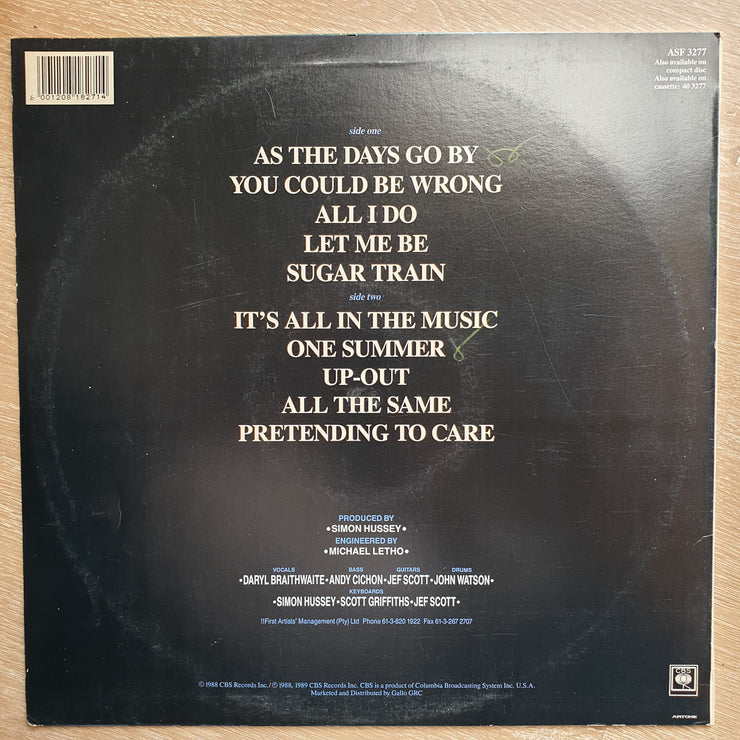 6 001208 182714
ASF 3277
Also available on
compact disc
Also available on
cassette: 40 3277
side one
AS THE DAYS GO BY
YOU COULD BE WRONG
ALL I DO
LET ME BE
SUGAR TRAIN
side two
IT'S ALL IN THE MUSIC
ONE SUMMER
UP-OUT
ALL THE SAME
PRETENDING TO CARE
PRODUCED BY
•SIMON HUSSEY•
ENGINEERED BY
•MICHAEL LETHO•
VOCALS BASS GUITARS DRUMS
•DARYL BRAITHWAITE•ANDY CICHON•JEF SCOTT•JOHN WATSON•
KEYBOARDS
•SIMON HUSSEY•SCOTT GRIFFITHS•JEF SCOTT•
!!First Artists' Management (Pty) Ltd Phone 61-3-820 1922 Fax 61-3-267 2707
© 1988 CBS Records Inc./℗ 1988, 1989 CBS Records Inc. CBS is a product of Columbia Broadcasting System Inc. U.S.A.
Marketed and Distributed by Gallo GRC
CBS
ARTONE